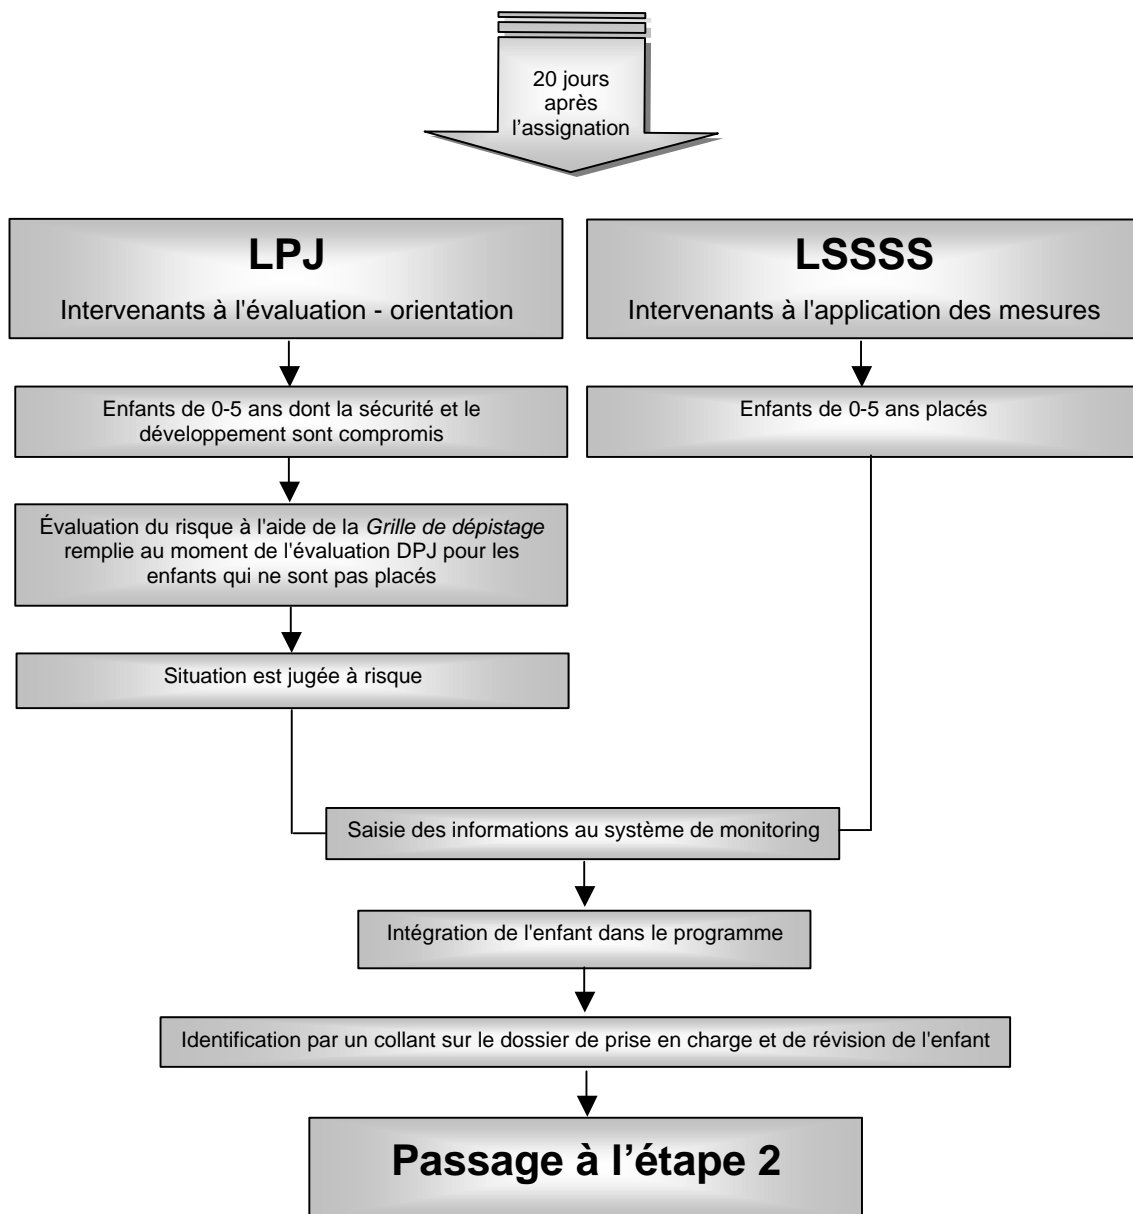 20 jours
après
l’assignation
LPJ
Intervenants à l'évaluation - orientation
LSSSS
Intervenants à l'application des mesures
Enfants de 0-5 ans dont la sécurité et le
développement sont compromis
Enfants de 0-5 ans placés
Évaluation du risque à l'aide de la Grille de dépistage
remplie au moment de l'évaluation DPJ pour les
enfants qui ne sont pas placés
Situation est jugée à risque
Saisie des informations au système de monitoring
Intégration de l'enfant dans le programme
Identification par un collant sur le dossier de prise en charge et de révision de l'enfant
Passage à l’étape 2